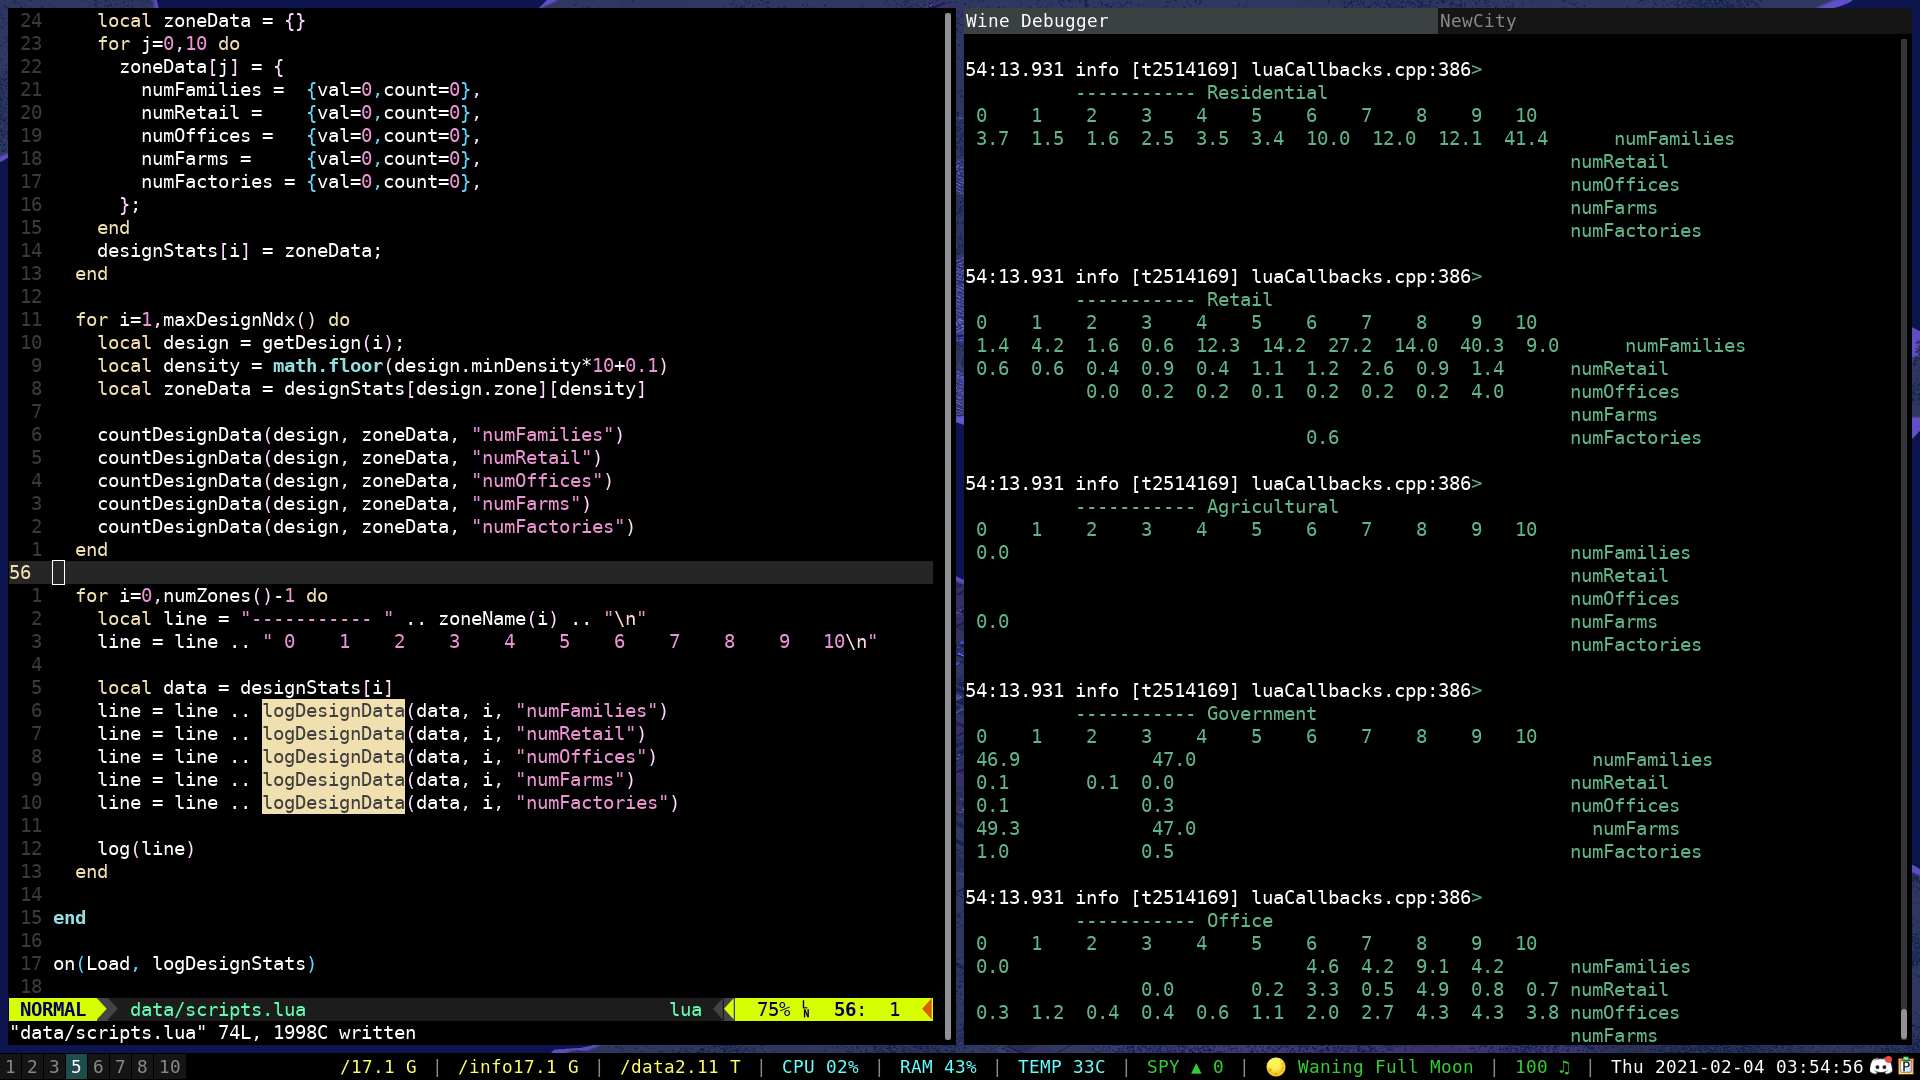 24     local zoneData = {}
23     for j=0,10 do
22       zoneData[j] = {
21         numFamilies =  {val=0,count=0},
20         numRetail =    {val=0,count=0},
19         numOffices =   {val=0,count=0},
18         numFarms =     {val=0,count=0},
17         numFactories = {val=0,count=0},
16       };
15     end
14     designStats[i] = zoneData;
13   end
12
11   for i=1,maxDesignNdx() do
10     local design = getDesign(i);
9     local density = math.floor(design.minDensity*10+0.1)
8     local zoneData = designStats[design.zone][density]
7
6     countDesignData(design, zoneData, "numFamilies")
5     countDesignData(design, zoneData, "numRetail")
4     countDesignData(design, zoneData, "numOffices")
3     countDesignData(design, zoneData, "numFarms")
2     countDesignData(design, zoneData, "numFactories")
1   end
56
1   for i=0,numZones()-1 do
2     local line = "----------- " .. zoneName(i) .. "\n"
3     line = line .. " 0    1    2    3    4    5    6    7    8    9   10\n"
4
5     local data = designStats[i]
6     line = line .. logDesignData(data, i, "numFamilies")
7     line = line .. logDesignData(data, i, "numRetail")
8     line = line .. logDesignData(data, i, "numOffices")
9     line = line .. logDesignData(data, i, "numFarms")
10     line = line .. logDesignData(data, i, "numFactories")
11
12     log(line)
13   end
14
15 end
16
17 on(Load, logDesignStats)
18
NORMAL data/scripts.lua lua 75% ㏑ 56: 1
"data/scripts.lua" 74L, 1998C written
Wine Debugger NewCity
54:13.931 info [t2514169] luaCallbacks.cpp:386>
----------- Residential
0    1    2    3    4    5    6    7    8    9   10
3.7  1.5  1.6  2.5  3.5  3.4  10.0  12.0  12.1  41.4      numFamilies
numRetail
numOffices
numFarms
numFactories
54:13.931 info [t2514169] luaCallbacks.cpp:386>
----------- Retail
0    1    2    3    4    5    6    7    8    9   10
1.4  4.2  1.6  0.6  12.3  14.2  27.2  14.0  40.3  9.0      numFamilies
0.6  0.6  0.4  0.9  0.4  1.1  1.2  2.6  0.9  1.4      numRetail
0.0  0.2  0.2  0.1  0.2  0.2  0.2  4.0      numOffices
numFarms
0.6      numFactories
54:13.931 info [t2514169] luaCallbacks.cpp:386>
----------- Agricultural
0    1    2    3    4    5    6    7    8    9   10
0.0      numFamilies
numRetail
numOffices
0.0      numFarms
numFactories
54:13.931 info [t2514169] luaCallbacks.cpp:386>
----------- Government
0    1    2    3    4    5    6    7    8    9   10
46.9            47.0      numFamilies
0.1       0.1  0.0      numRetail
0.1            0.3      numOffices
49.3            47.0      numFarms
1.0            0.5      numFactories
54:13.931 info [t2514169] luaCallbacks.cpp:386>
----------- Office
0    1    2    3    4    5    6    7    8    9   10
0.0      4.6  4.2  9.1  4.2      numFamilies
0.0       0.2  3.3  0.5  4.9  0.8  0.7 numRetail
0.3  1.2  0.4  0.4  0.6  1.1  2.0  2.7  4.3  4.3  3.8 numOffices
numFarms
1 2 3 4 5 6 7 8 10 /17.1 G | /info17.1 G | /data2.11 T | CPU 02% | RAM 43% | TEMP 33C | SPY ▲ 0 | Waning Full Moon | 100 ♫ | Thu 2021-02-04 03:54:56